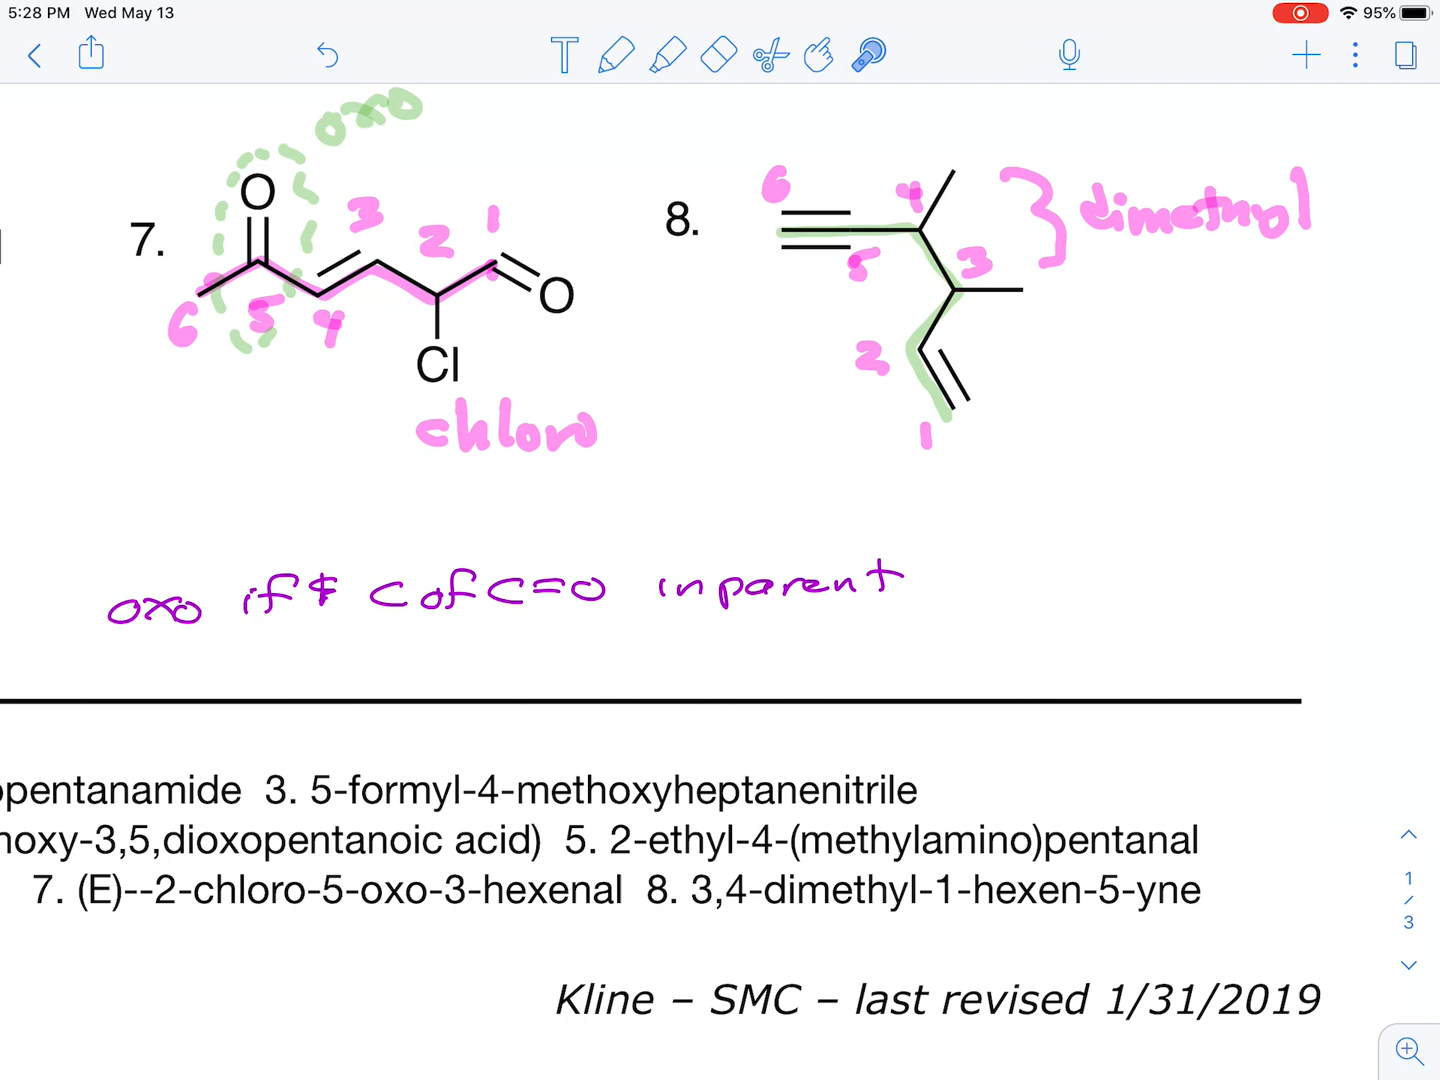 5:28 PM Wed May 13
95%
oxo
O
7.
3
2
1
O
6
5
4
Cl
chloro
8.
6
4
dimethyl
5
3
2
1
oxo if C of C=O in parent
opentanamide 3. 5-formyl-4-methoxyheptanenitrile
hoxy-3,5,dioxopentanoic acid) 5. 2-ethyl-4-(methylamino)pentanal
7. (E)--2-chloro-5-oxo-3-hexenal 8. 3,4-dimethyl-1-hexen-5-yne
1
/
3
Kline – SMC – last revised 1/31/2019